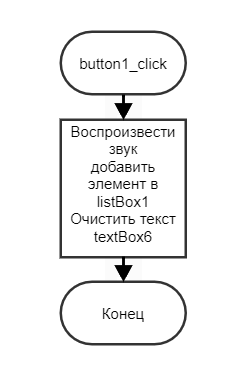 button1_click
Воспроизвести
звук
добавить
элемент в
listBox1
Очистить текст
textBox6
Конец